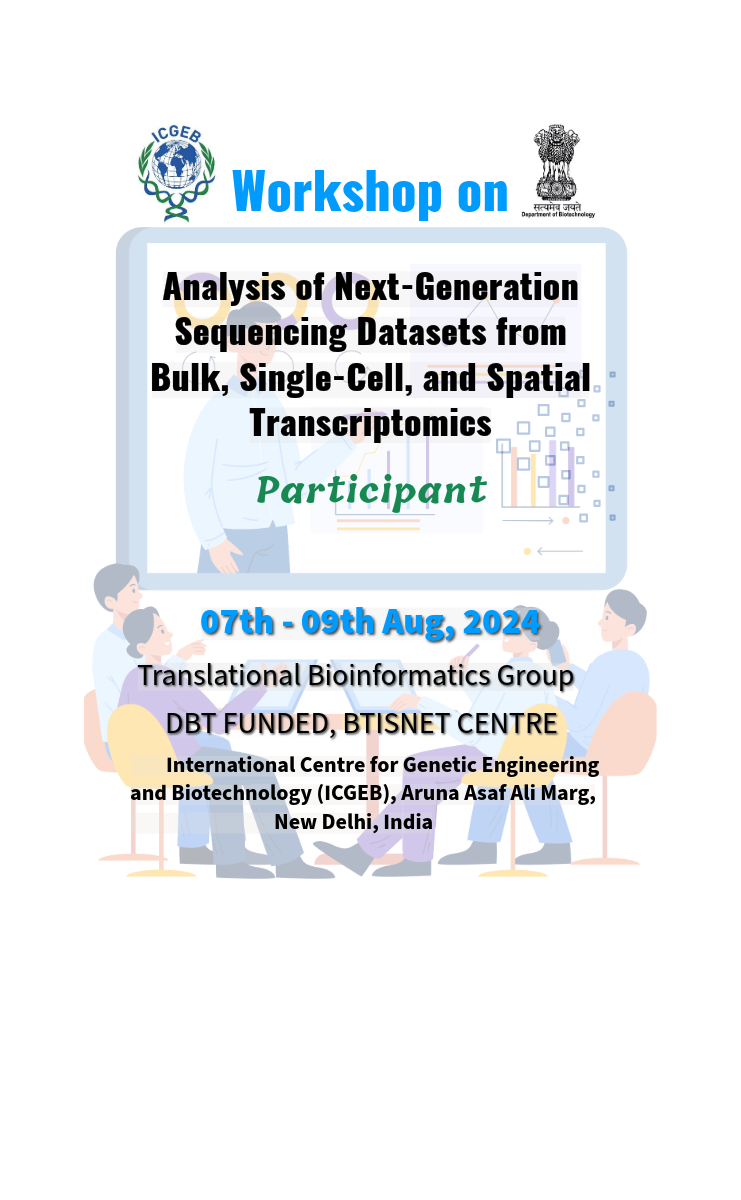 ICGEB
Workshop on
सत्यमेव जयते
Department of Biotechnology
Analysis of Next-Generation
Sequencing Datasets from
Bulk, Single-Cell, and Spatial
Transcriptomics
Participant
07th - 09th Aug, 2024
Translational Bioinformatics Group
DBT FUNDED, BTISNET CENTRE
International Centre for Genetic Engineering
and Biotechnology (ICGEB), Aruna Asaf Ali Marg,
New Delhi, India